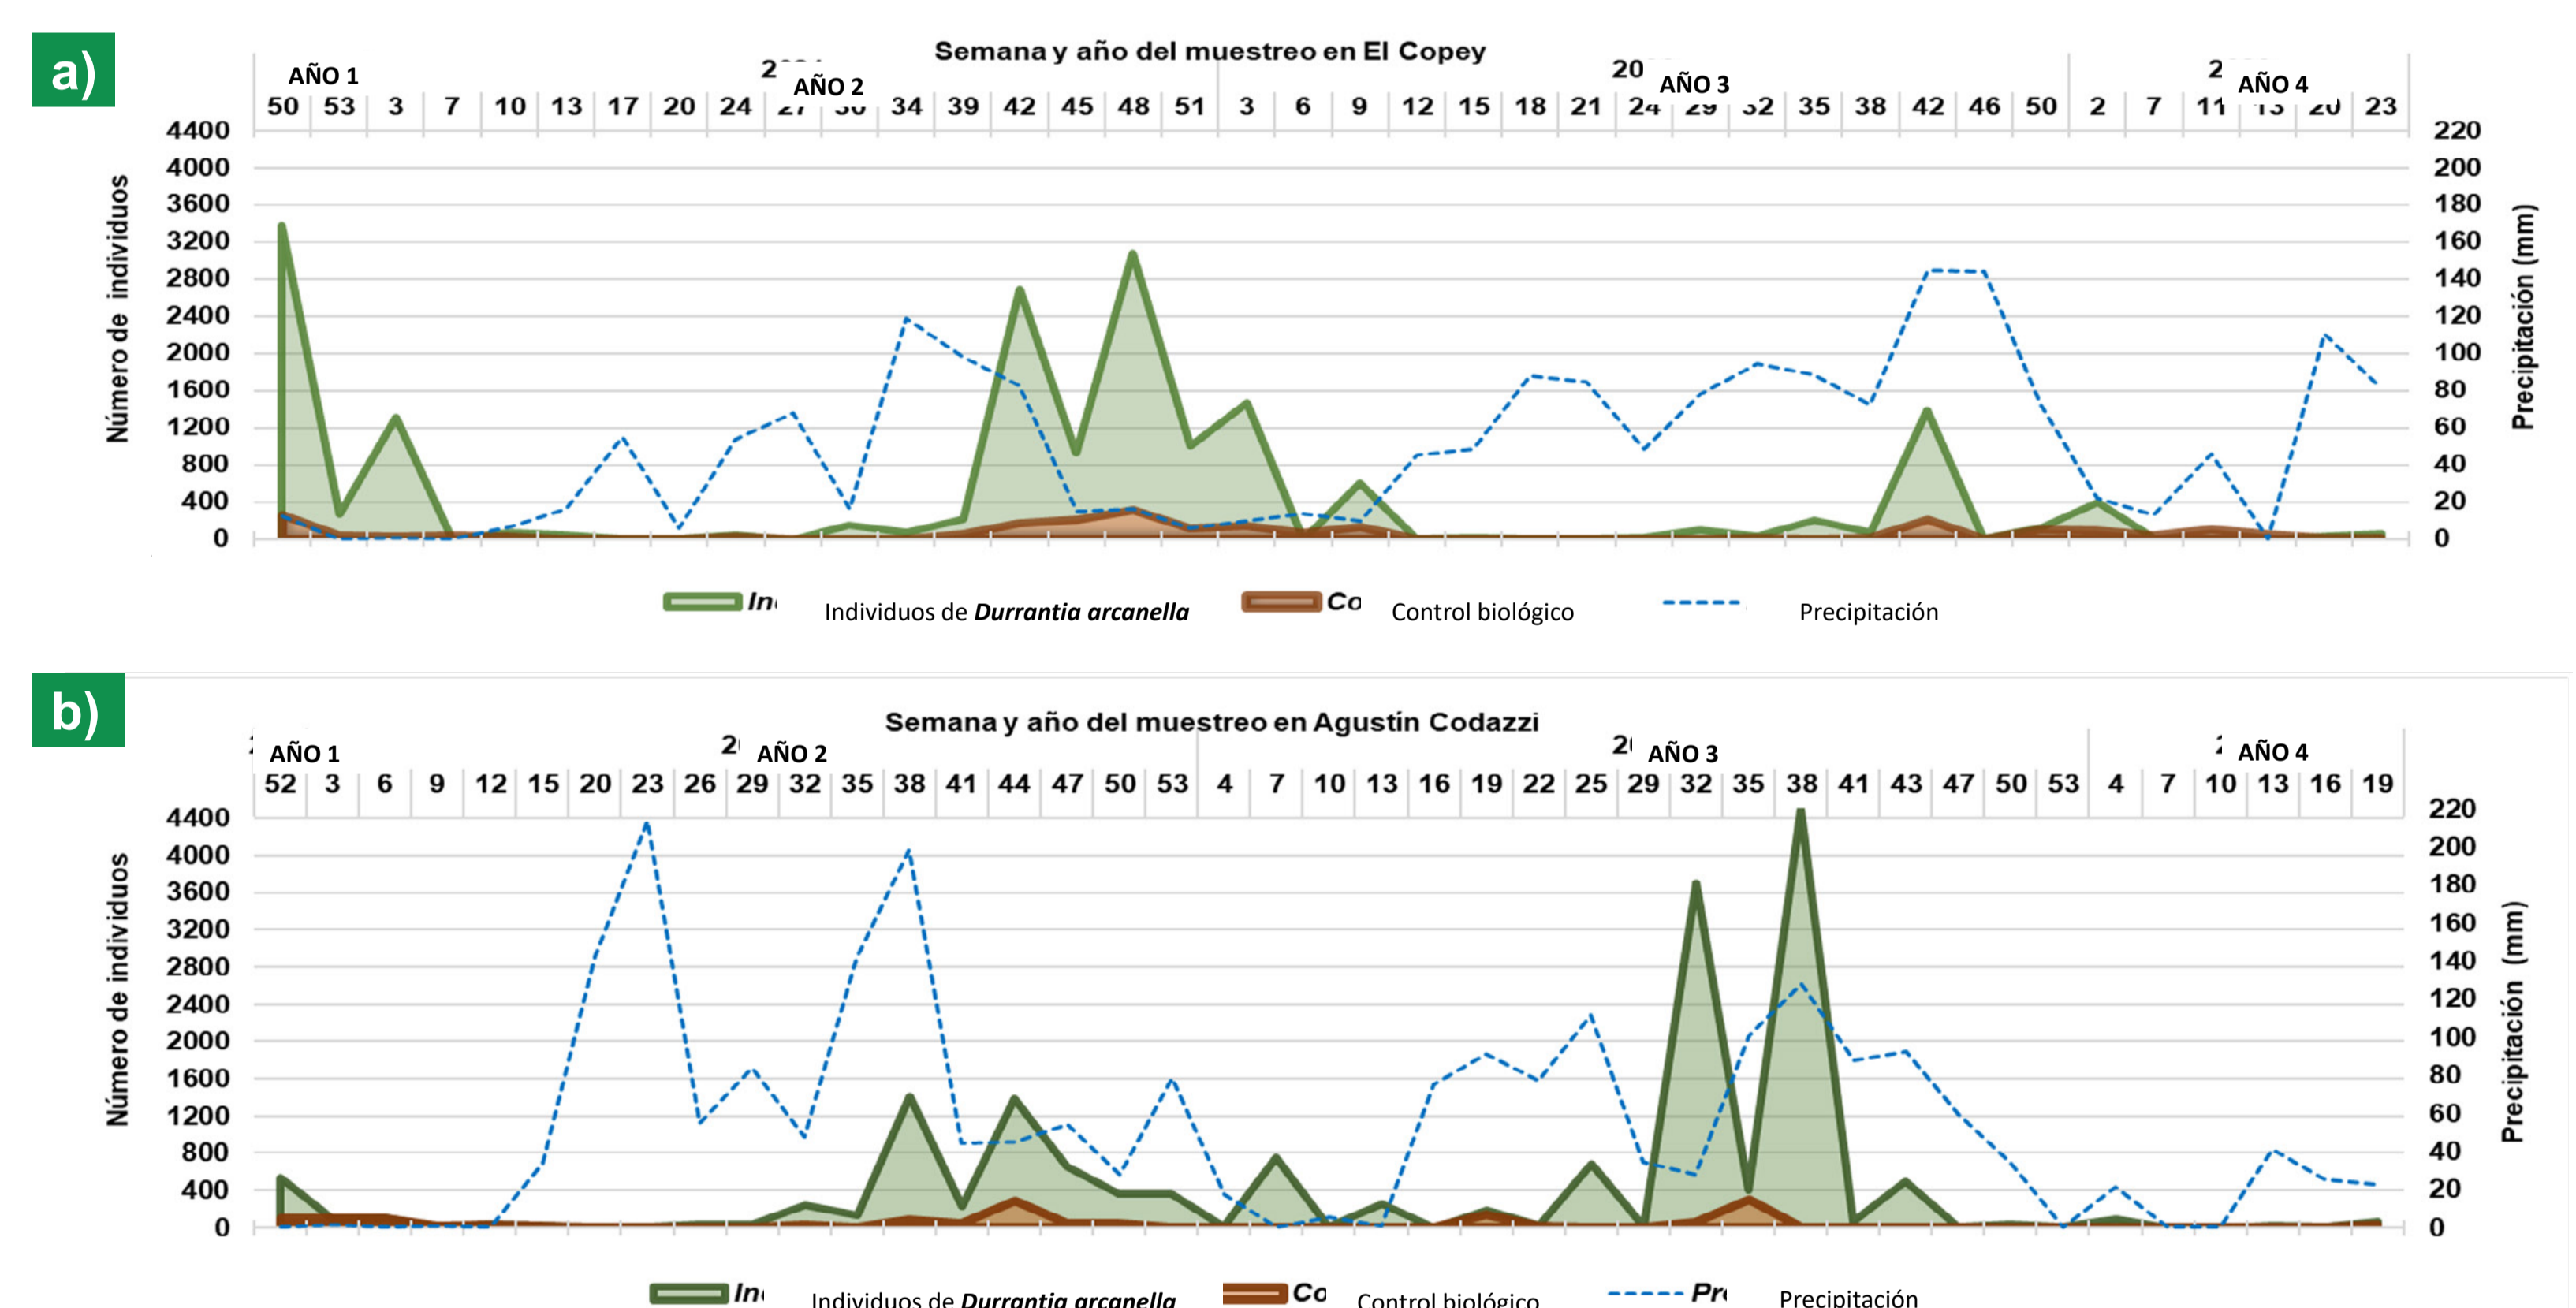 a)
Semana y año del muestreo en El Copey
AÑO 1 AÑO 2 20 AÑO 3 AÑO 4
50 53 3 7 10 13 17 20 24 27 30 34 39 42 45 48 51 3 6 9 12 15 18 21 24 29 32 35 38 42 46 50 2 7 11 13 20 23
4400 220
4000 200
3600 180
3200 160
2800 140
2400 120
2000 100
1600 80
1200 60
800 40
400 20
0 0
Número de individuos
Precipitación (mm)
Individuos de Durrantia arcanella Co Control biológico Precipitación
b)
Semana y año del muestreo en Agustín Codazzi
AÑO 1 AÑO 2 AÑO 3 AÑO 4
52 3 6 9 12 15 20 23 26 29 32 35 38 41 44 47 50 53 4 7 10 13 16 19 22 25 29 32 35 38 41 43 47 50 53 4 7 10 13 16 19
4400 220
4000 200
3600 180
3200 160
2800 140
2400 120
2000 100
1600 80
1200 60
800 40
400 20
0 0
Número de individuos
Precipitación (mm)
Individuos de Durrantia arcanella Co Control biológico Precipitación